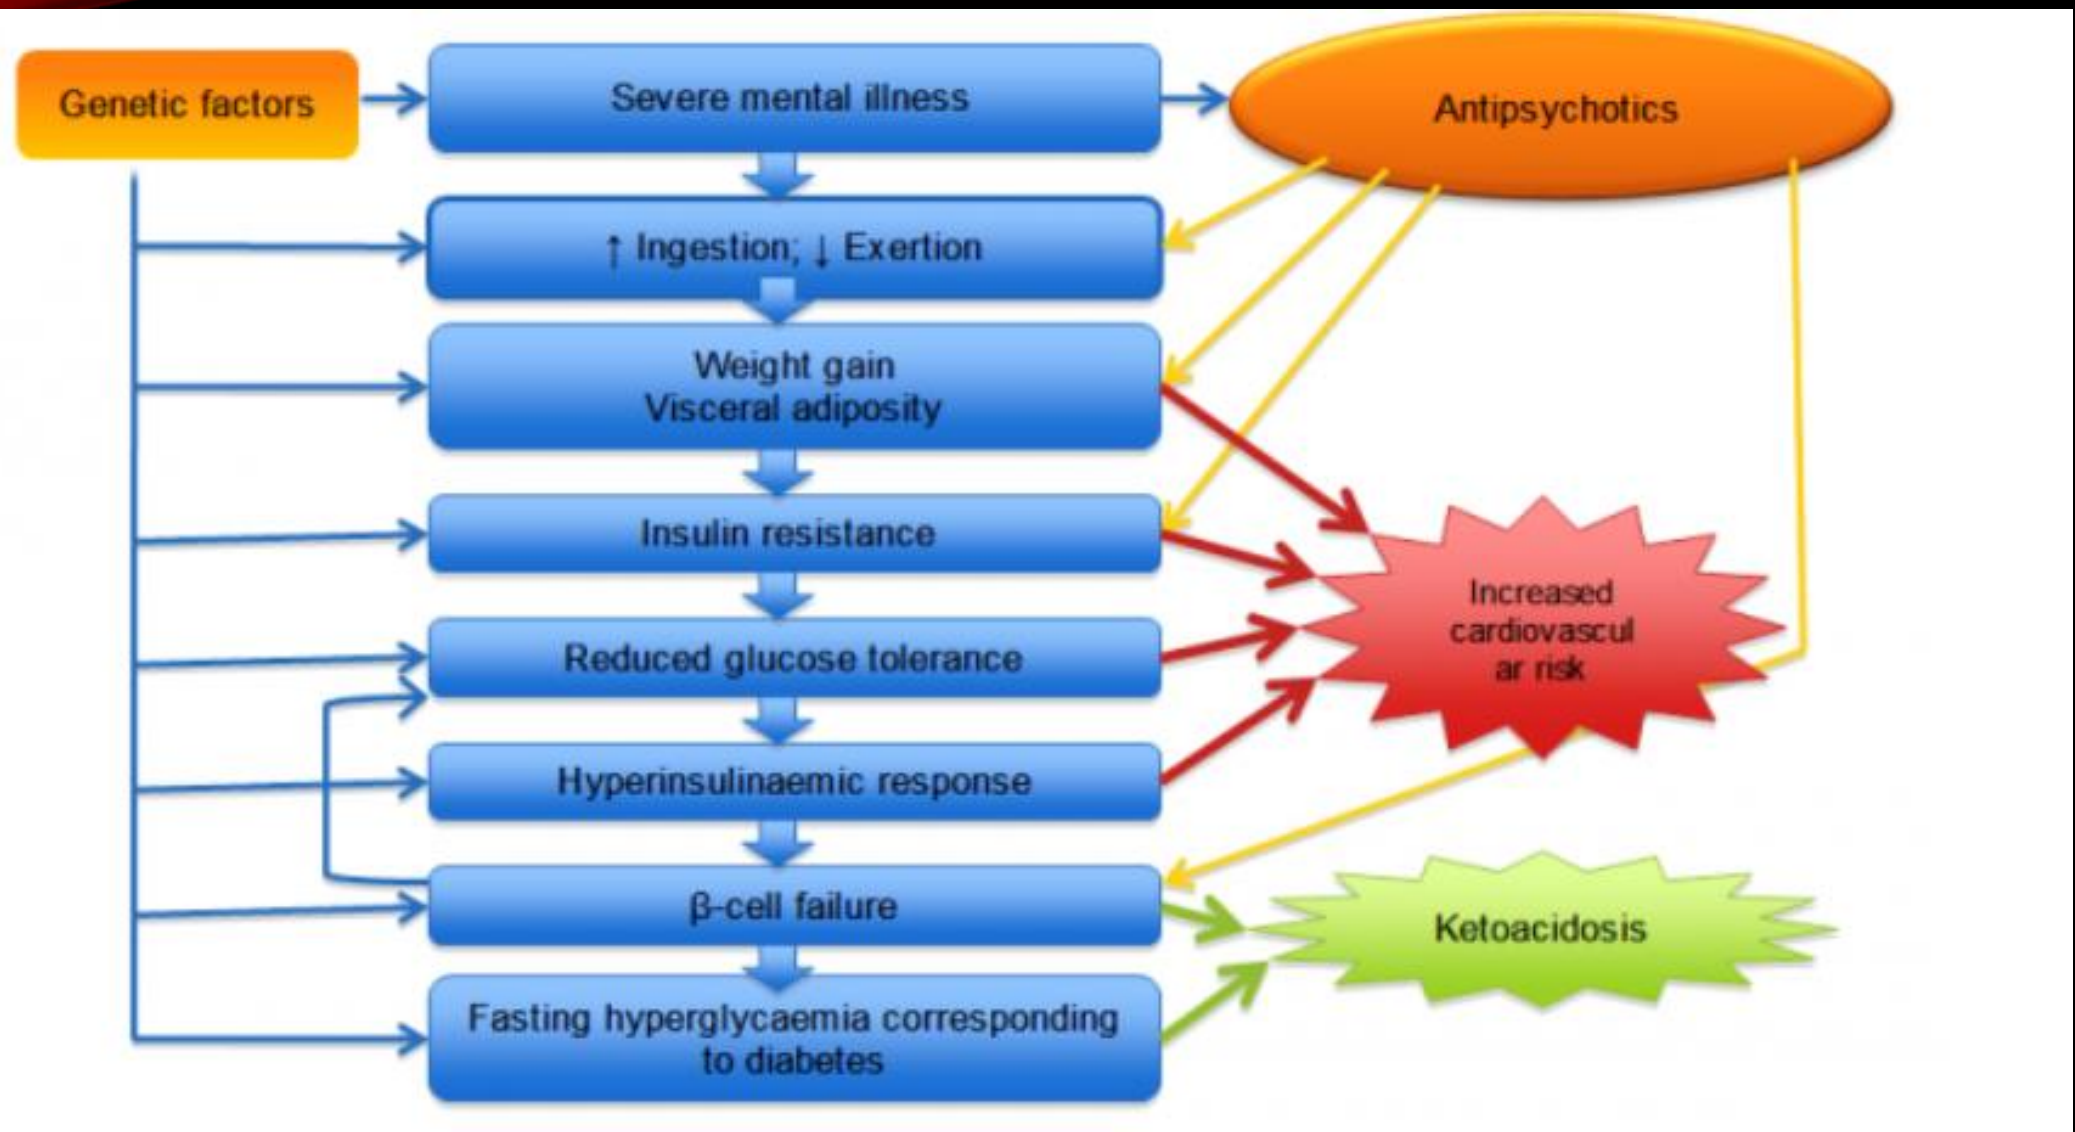 Genetic factors
Severe mental illness
Antipsychotics
↑ Ingestion; ↓ Exertion
Weight gain
Visceral adiposity
Insulin resistance
Increased
cardiovascul
ar risk
Reduced glucose tolerance
Hyperinsulinaemic response
β-cell failure
Ketoacidosis
Fasting hyperglycaemia corresponding
to diabetes